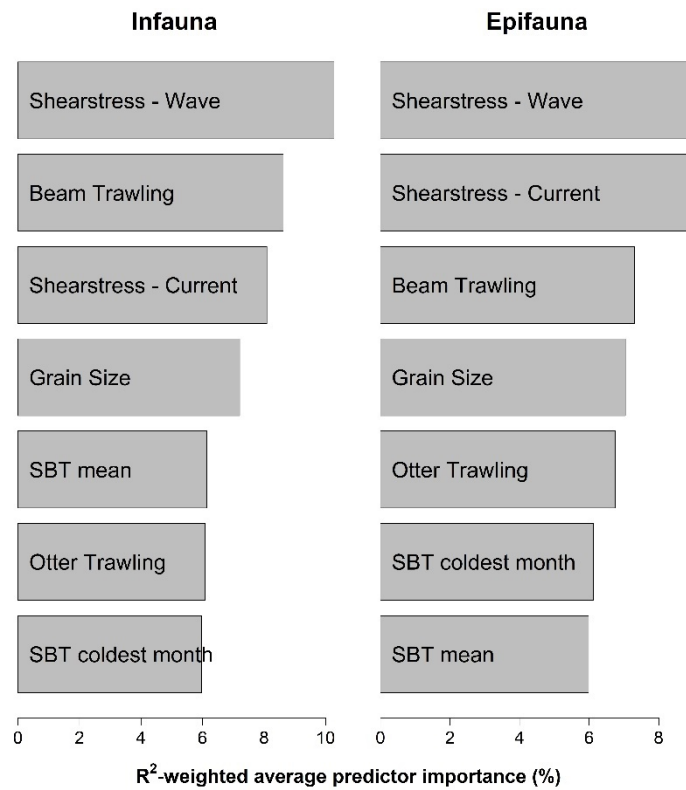 Infauna
Shearstress - Wave
Beam Trawling
Shearstress - Current
Grain Size
SBT mean
Otter Trawling
SBT coldest month
0 2 4 6 8 10
Epifauna
Shearstress - Wave
Shearstress - Current
Beam Trawling
Grain Size
Otter Trawling
SBT coldest month
SBT mean
0 2 4 6 8
R²-weighted average predictor importance (%)